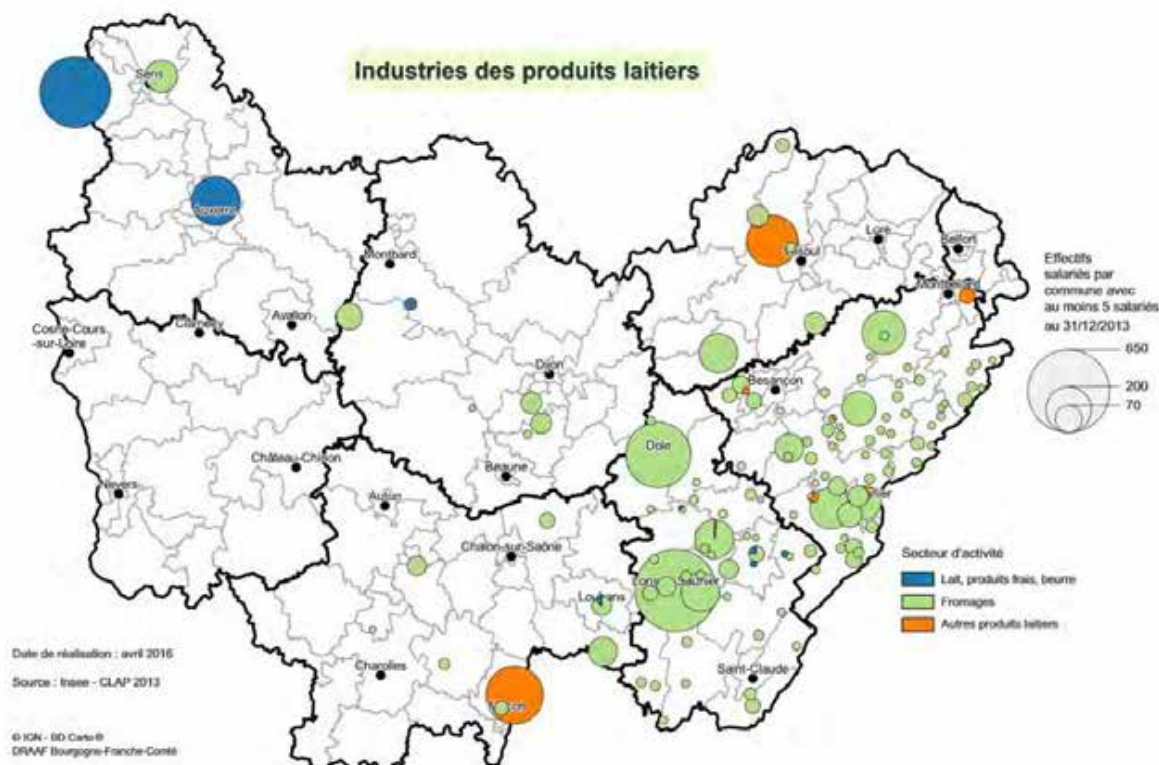 Industries des produits laitiers
Sens
Auxerre
Montbard
Vesoul
Lure
Belfort
Montbéliard
Effectifs
salariés par
commune avec
au moins 5 salariés
au 31/12/2013
650
200
70
Cosne-Cours
-sur-Loire
Clamecy
Avallon
Dijon
Besançon
Dole
Château-Chinon
Nevers
Beaune
Autun
Chalon-sur-Saône
Louhans
Lons
Saunier
Secteur d'activité
Lait, produits frais, beurre
Fromages
Autres produits laitiers
Charolles
Mâcon
Saint-Claude
Date de réalisation : avril 2016
Source : Insee - CLAP 2013
© IGN - BD Carto®
DRAAF Bourgogne-Franche-Comté